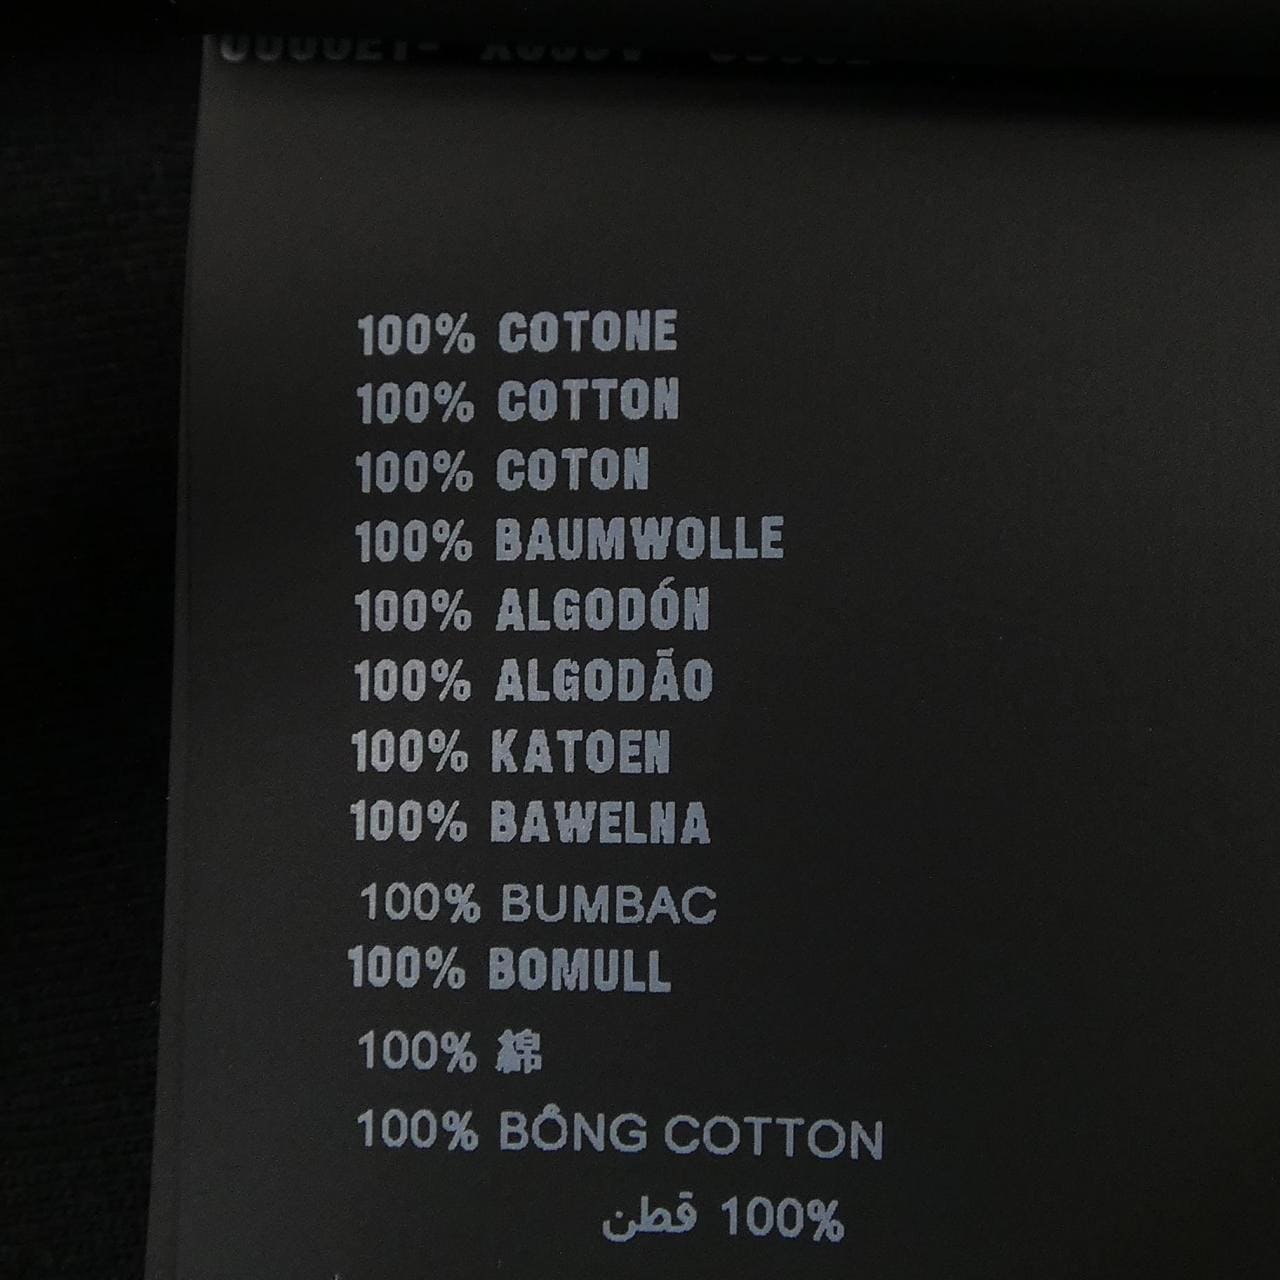 100% COTONE
100% COTTON
100% COTON
100% BAUMWOLLE
100% ALGODÓN
100% ALGODÃO
100% KATOEN
100% BAWELNA
100% BUMBAC
100% BOMULL
100% 綿
100% BÔNG COTTON
100% قطن